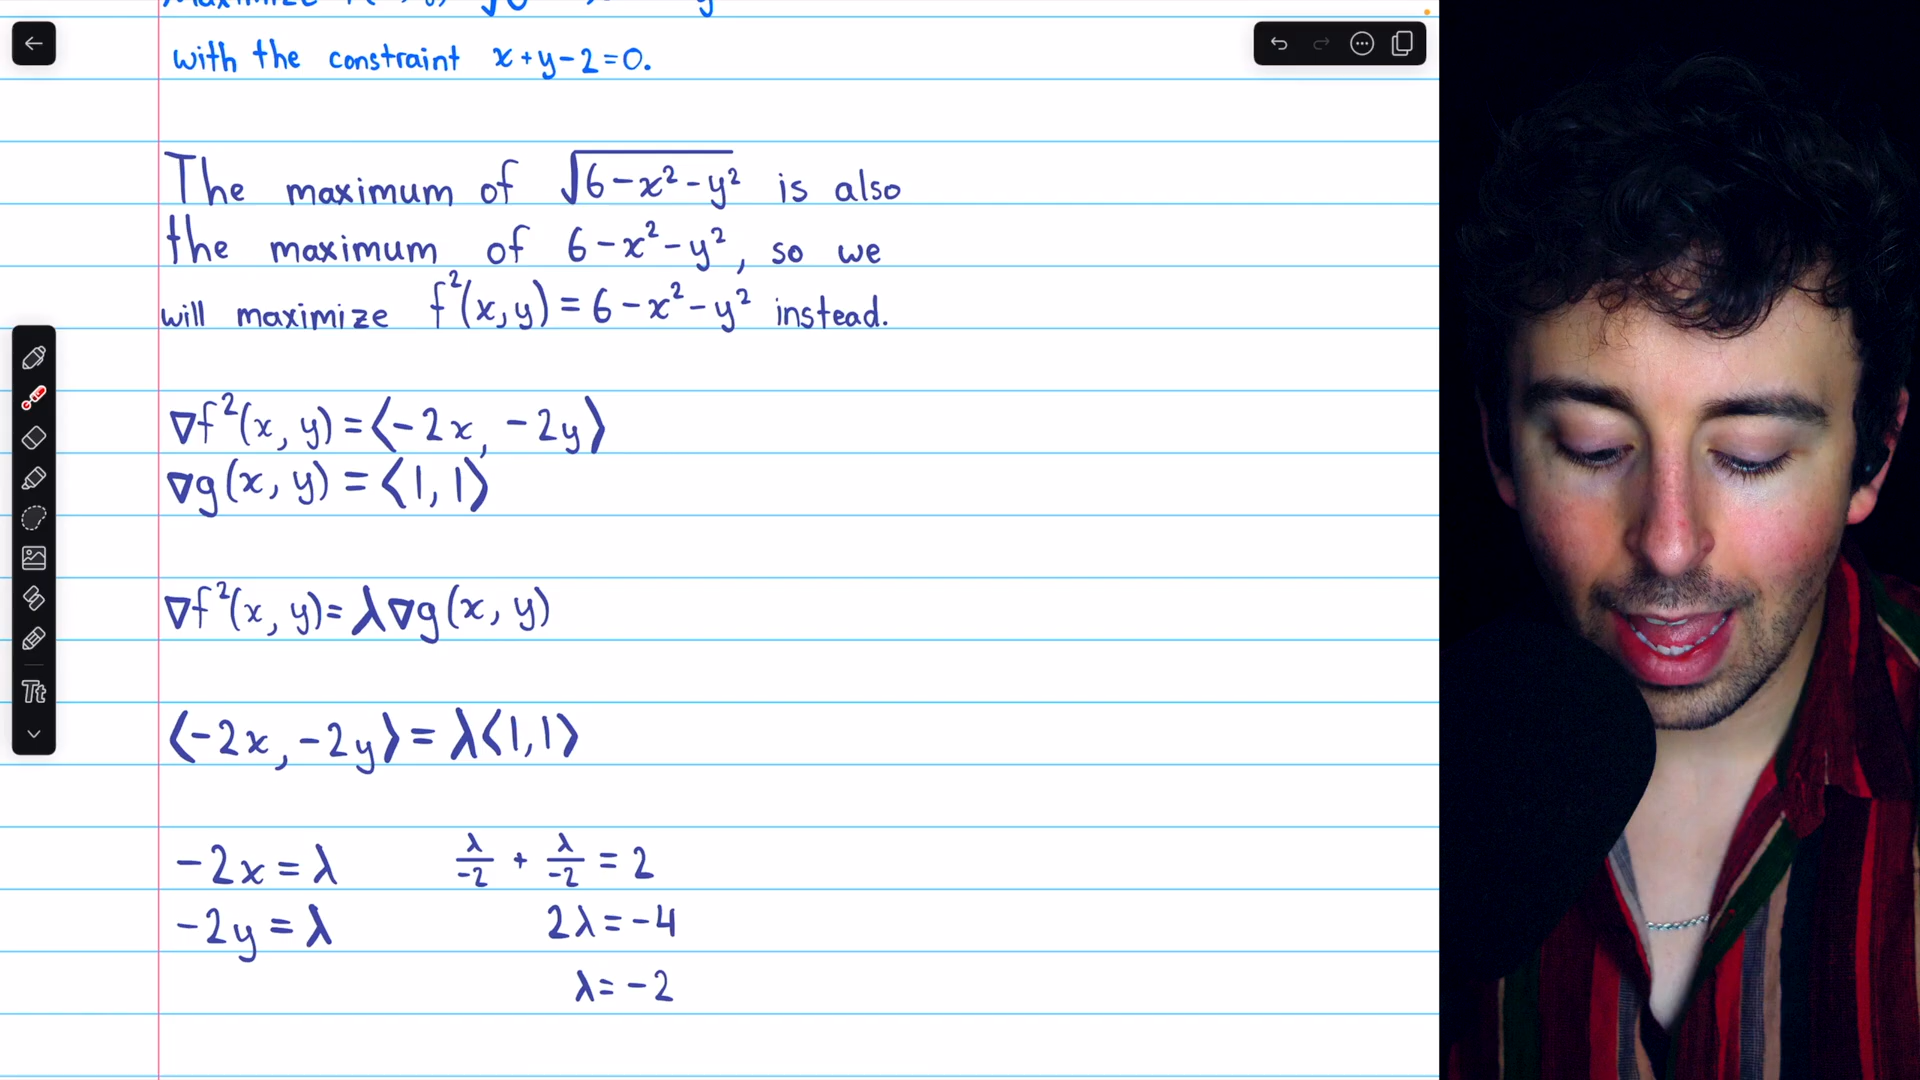 with the constraint x+y-2=0.
The maximum of √6-x²-y² is also
the maximum of 6-x²-y², so we
will maximize f²(x,y)=6-x²-y² instead.
∇f²(x, y)=⟨-2x, -2y⟩
∇g(x, y)=⟨1,1⟩
∇f²(x, y)=λ∇g(x, y)
⟨-2x, -2y⟩=λ⟨1,1⟩
-2x=λ
-2y=λ
λ/-2 + λ/-2 = 2
2λ=-4
λ=-2
Tt